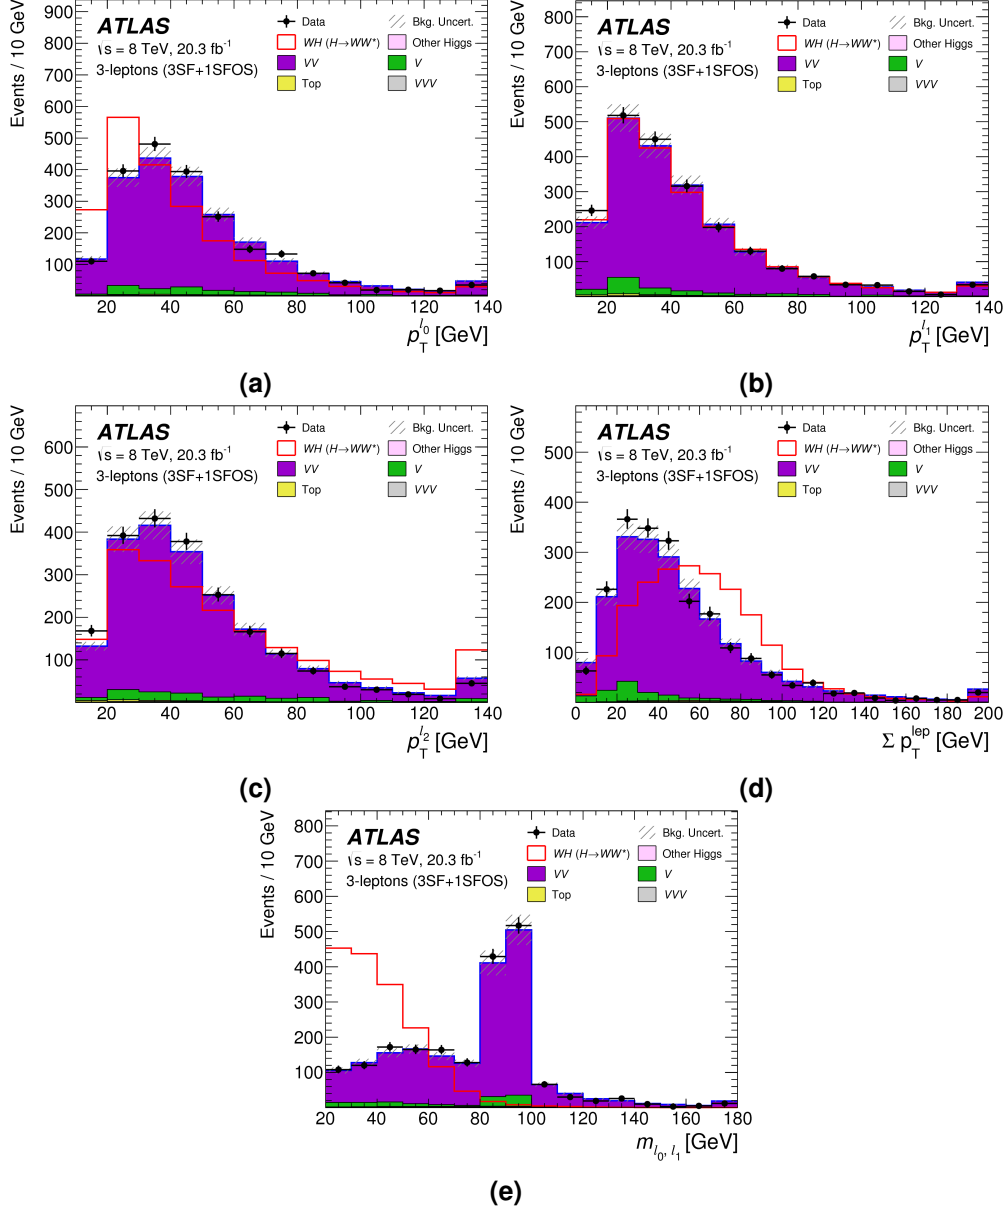 Events / 10 GeV
900
800
700
600
500
400
300
200
100
ATLAS
√s = 8 TeV, 20.3 fb⁻¹
3-leptons (3SF+1SFOS)
Data
WH (H→WW*)
VV
Top
Bkg. Uncert.
Other Higgs
V
VVV
20 40 60 80 100 120 140
p_T^{l_0} [GeV]
(a)
Events / 10 GeV
800
700
600
500
400
300
200
100
ATLAS
√s = 8 TeV, 20.3 fb⁻¹
3-leptons (3SF+1SFOS)
Data
WH (H→WW*)
VV
Top
Bkg. Uncert.
Other Higgs
V
VVV
20 40 60 80 100 120 140
p_T^{l_1} [GeV]
(b)
Events / 10 GeV
600
500
400
300
200
100
ATLAS
√s = 8 TeV, 20.3 fb⁻¹
3-leptons (3SF+1SFOS)
Data
WH (H→WW*)
VV
Top
Bkg. Uncert.
Other Higgs
V
VVV
20 40 60 80 100 120 140
p_T^{l_2} [GeV]
(c)
Events / 10 GeV
500
400
300
200
100
ATLAS
√s = 8 TeV, 20.3 fb⁻¹
3-leptons (3SF+1SFOS)
Data
WH (H→WW*)
VV
Top
Bkg. Uncert.
Other Higgs
V
VVV
0 20 40 60 80 100 120 140 160 180 200
Σ p_T^{lep} [GeV]
(d)
Events / 10 GeV
800
700
600
500
400
300
200
100
ATLAS
√s = 8 TeV, 20.3 fb⁻¹
3-leptons (3SF+1SFOS)
Data
WH (H→WW*)
VV
Top
Bkg. Uncert.
Other Higgs
V
VVV
20 40 60 80 100 120 140 160 180
m_{l_0, l_1} [GeV]
(e)